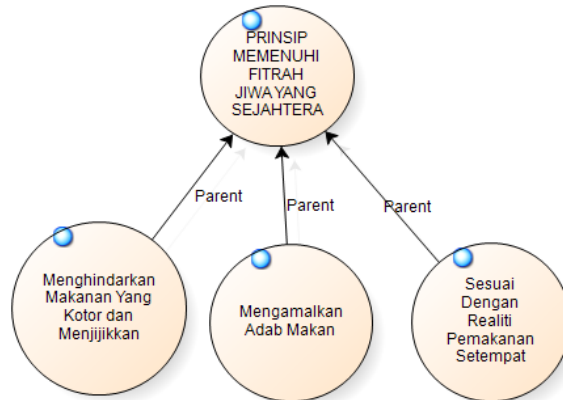 PRINSIP
MEMENUHI
FITRAH
JIWA YANG
SEJAHTERA
Parent
Parent
Parent
Menghindarkan
Makanan Yang
Kotor dan
Menjijikkan
Mengamalkan
Adab Makan
Sesuai
Dengan
Realiti
Pemakanan
Setempat